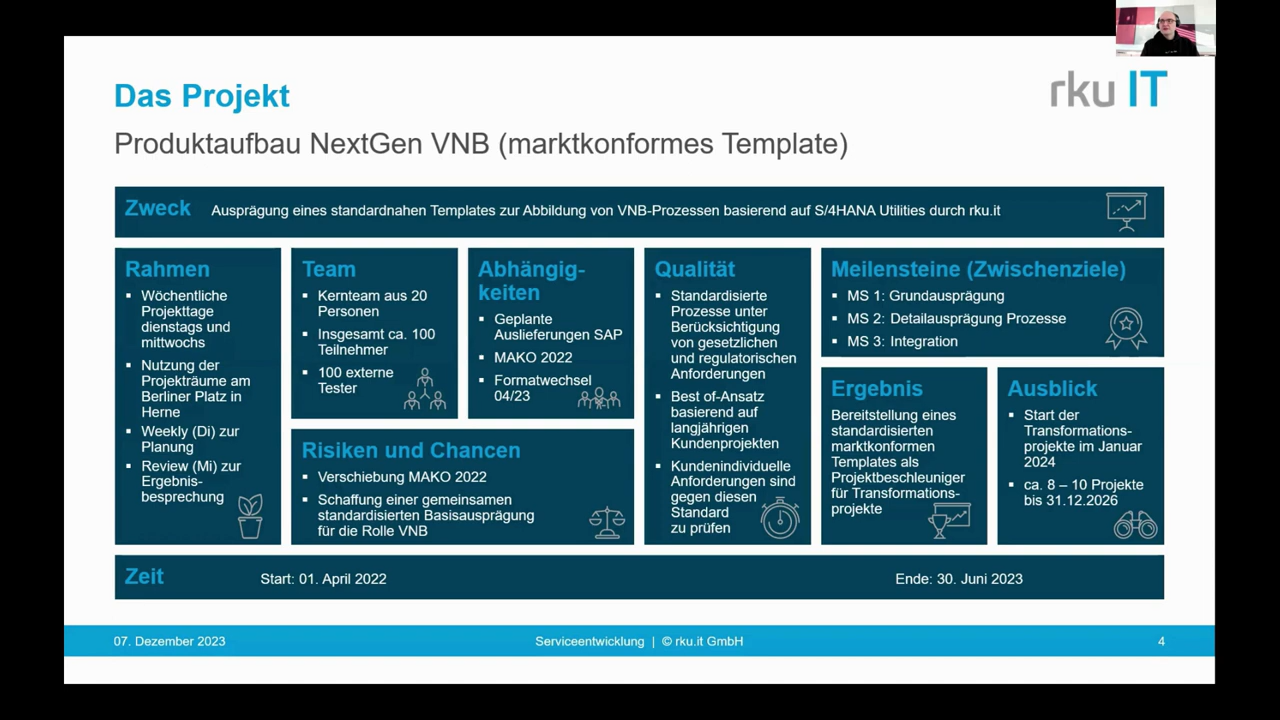 Das Projekt
rku IT
Produktaufbau NextGen VNB (marktkonformes Template)
Zweck
Ausprägung eines standardnahen Templates zur Abbildung von VNB-Prozessen basierend auf S/4HANA Utilities durch rku.it
Rahmen
▪ Wöchentliche
Projekttage
dienstags und
mittwochs
▪ Nutzung der
Projekträume am
Berliner Platz in
Herne
▪ Weekly (Di) zur
Planung
▪ Review (Mi) zur
Ergebnis-
besprechung
Team
▪ Kernteam aus 20
Personen
▪ Insgesamt ca. 100
Teilnehmer
▪ 100 externe
Tester
Abhängig-
keiten
▪ Geplante
Auslieferungen SAP
▪ MAKO 2022
▪ Formatwechsel
04/23
Risiken und Chancen
▪ Verschiebung MAKO 2022
▪ Schaffung einer gemeinsamen
standardisierten Basisausprägung
für die Rolle VNB
Qualität
▪ Standardisierte
Prozesse unter
Berücksichtigung
von gesetzlichen
und regulatorischen
Anforderungen
▪ Best of-Ansatz
basierend auf
langjährigen
Kundenprojekten
▪ Kundenindividuelle
Anforderungen sind
gegen diesen
Standard
zu prüfen
Meilensteine (Zwischenziele)
▪ MS 1: Grundausprägung
▪ MS 2: Detailausprägung Prozesse
▪ MS 3: Integration
Ergebnis
Bereitstellung eines
standardisierten
marktkonformen
Templates als
Projektbeschleuniger
für Transformations-
projekte
Ausblick
▪ Start der
Transformations-
projekte im Januar
2024
▪ ca. 8 – 10 Projekte
bis 31.12.2026
Zeit
Start: 01. April 2022
Ende: 30. Juni 2023
07. Dezember 2023
Serviceentwicklung | © rku.it GmbH
4